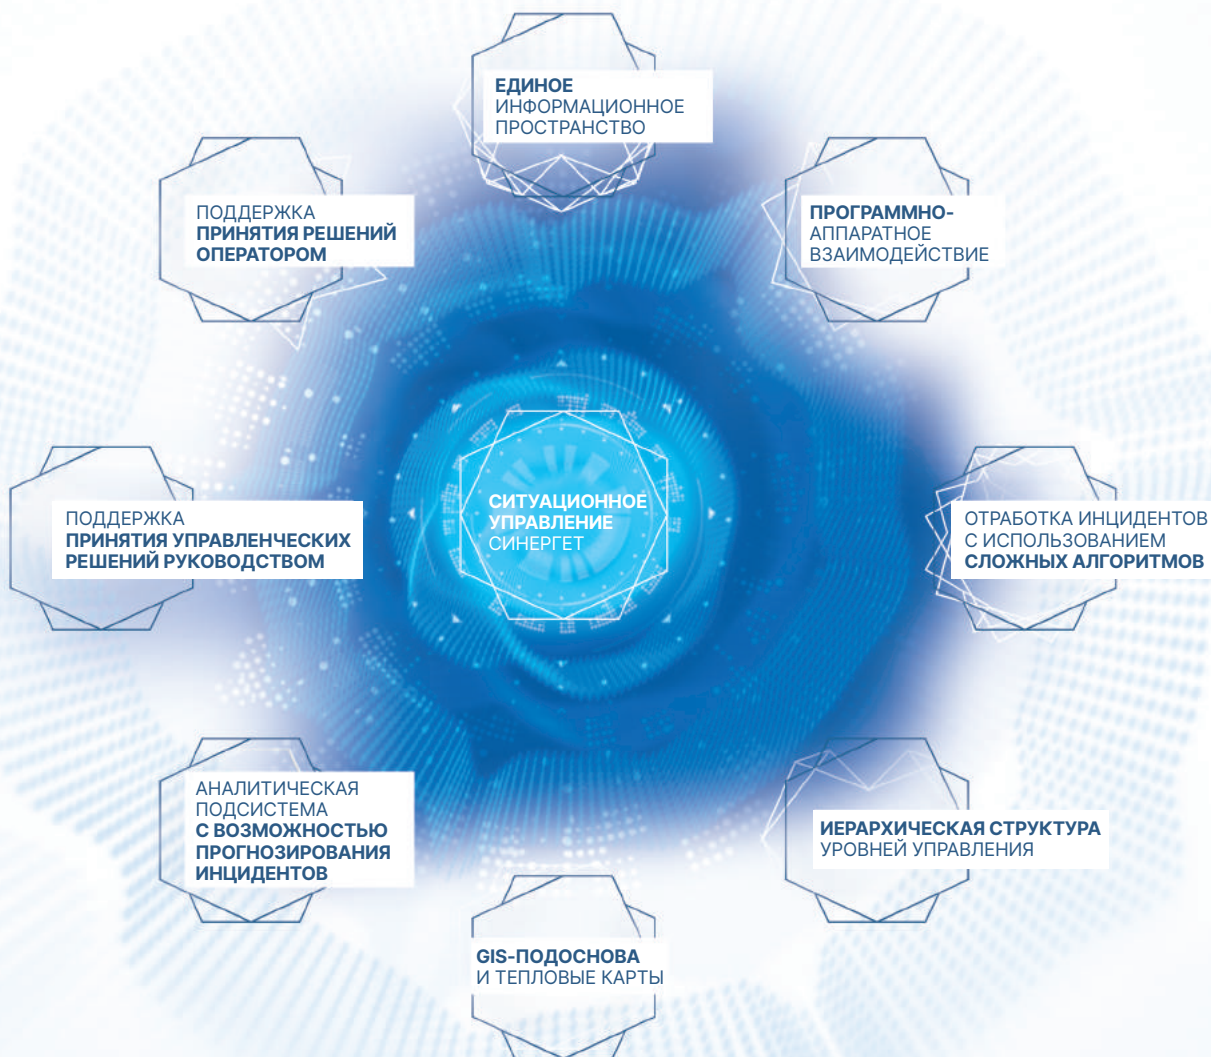 ЕДИНОЕ
ИНФОРМАЦИОННОЕ
ПРОСТРАНСТВО
ПОДДЕРЖКА
ПРИНЯТИЯ РЕШЕНИЙ
ОПЕРАТОРОМ
ПРОГРАММНО-
АППАРАТНОЕ
ВЗАИМОДЕЙСТВИЕ
СИТУАЦИОННОЕ
УПРАВЛЕНИЕ
СИНЕРГЕТ
ПОДДЕРЖКА
ПРИНЯТИЯ УПРАВЛЕНЧЕСКИХ
РЕШЕНИЙ РУКОВОДСТВОМ
ОТРАБОТКА ИНЦИДЕНТОВ
С ИСПОЛЬЗОВАНИЕМ
СЛОЖНЫХ АЛГОРИТМОВ
АНАЛИТИЧЕСКАЯ
ПОДСИСТЕМА
С ВОЗМОЖНОСТЬЮ
ПРОГНОЗИРОВАНИЯ
ИНЦИДЕНТОВ
ИЕРАРХИЧЕСКАЯ СТРУКТУРА
УРОВНЕЙ УПРАВЛЕНИЯ
GIS-ПОДОСНОВА
И ТЕПЛОВЫЕ КАРТЫ